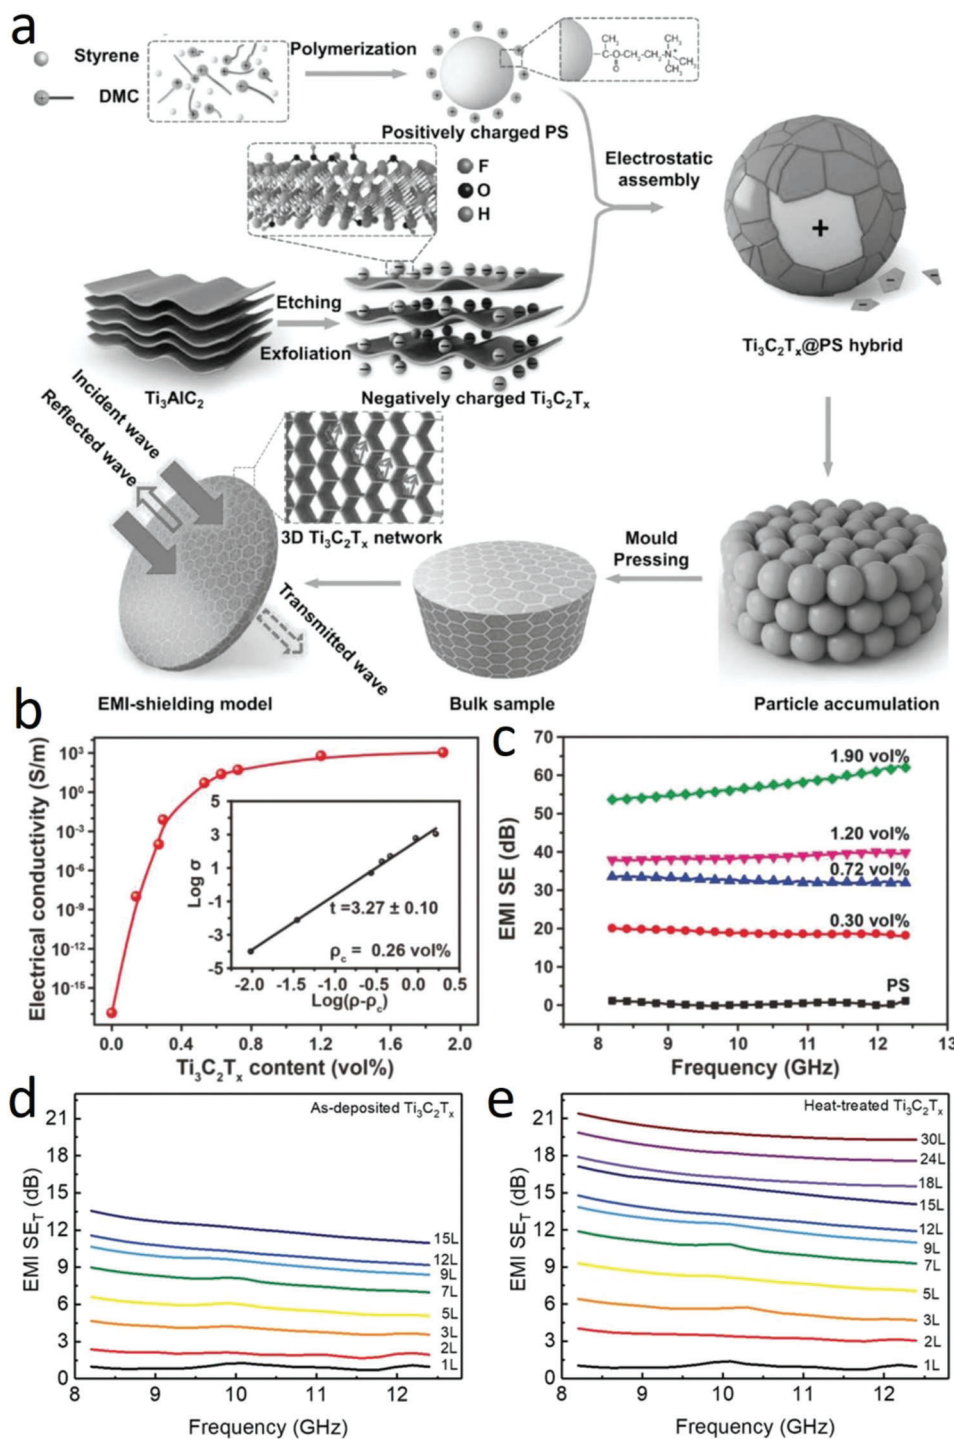 a
Styrene
Polymerization
DMC
CH₃
C-O
O
N⁺
CH₃
CH₃
CH₃
Positively charged PS
Electrostatic
assembly
F
O
H
+
Etching
Exfoliation
Ti₃AlC₂
Negatively charged Ti₃C₂Tₓ
Ti₃C₂Tₓ@PS hybrid
Incident wave
Reflected wave
3D Ti₃C₂Tₓ network
Mould
Pressing
Transmitted wave
EMI-shielding model
Bulk sample
Particle accumulation
b
Electrical conductivity (S/m)
10³
10⁰
10⁻³
10⁻⁶
10⁻⁹
10⁻¹²
10⁻¹⁵
0.0 0.4 0.8 1.2 1.6 2.0
Ti₃C₂Tₓ content (vol%)
Log σ
5
3
1
-1
-3
-5
t =3.27 ± 0.10
ρc = 0.26 vol%
-2.0 -1.5 -1.0 -0.5 0.0 0.5
Log(ρ-ρc)
c
EMI SE (dB)
70
60
50
40
30
20
10
0
1.90 vol%
1.20 vol%
0.72 vol%
0.30 vol%
PS
8 9 10 11 12 13
Frequency (GHz)
d
As-deposited Ti₃C₂Tₓ
EMI SE_T (dB)
21
18
15
12
9
6
3
0
15L
12L
9L
7L
5L
3L
2L
1L
8 9 10 11 12
Frequency (GHz)
e
Heat-treated Ti₃C₂Tₓ
EMI SE_T (dB)
21
18
15
12
9
6
3
0
30L
24L
18L
15L
12L
9L
7L
5L
3L
2L
1L
8 9 10 11 12
Frequency (GHz)